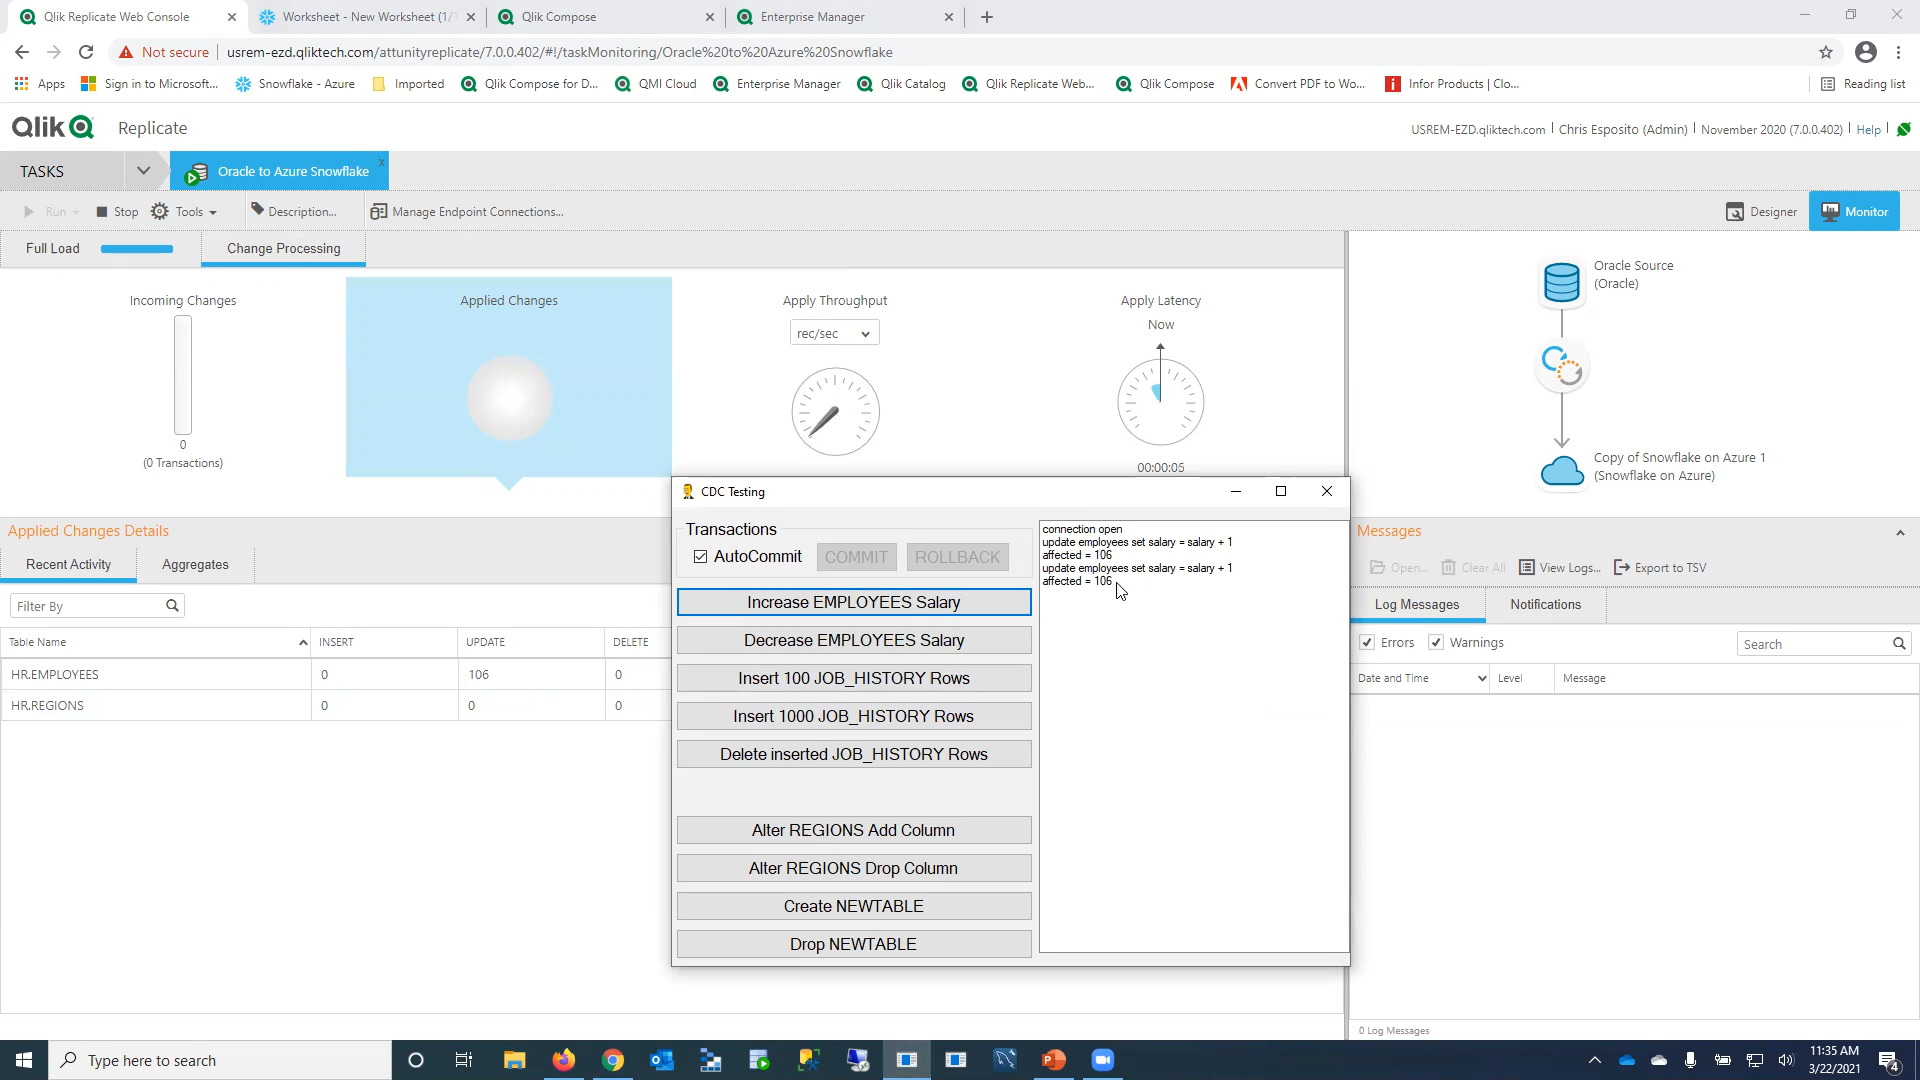 Qlik Replicate Web Console
Worksheet - New Worksheet (1/1
Qlik Compose
Enterprise Manager
Not secure
usrem-ezd.qliktech.com/attunityreplicate/7.0.0.402/#!/taskMonitoring/Oracle%20to%20Azure%20Snowflake
Apps
Sign in to Microsoft...
Snowflake - Azure
Imported
Qlik Compose for D...
QMI Cloud
Enterprise Manager
Qlik Catalog
Qlik Replicate Web...
Qlik Compose
Convert PDF to Wo...
Infor Products | Clo...
Reading list
Qlik
Replicate
USREM-EZD.qliktech.com
Chris Esposito (Admin)
November 2020 (7.0.0.402)
Help
TASKS
Oracle to Azure Snowflake
x
Run
Stop
Tools
Description...
Manage Endpoint Connections...
Designer
Monitor
Full Load
Change Processing
Incoming Changes
0
(0 Transactions)
Applied Changes
Apply Throughput
rec/sec
Apply Latency
Now
00:00:05
Oracle Source
(Oracle)
Copy of Snowflake on Azure 1
(Snowflake on Azure)
Applied Changes Details
Recent Activity
Aggregates
Filter By
Table Name
INSERT
UPDATE
DELETE
HR.EMPLOYEES
0
106
0
HR.REGIONS
0
0
0
CDC Testing
Transactions
AutoCommit
COMMIT
ROLLBACK
Increase EMPLOYEES Salary
Decrease EMPLOYEES Salary
Insert 100 JOB_HISTORY Rows
Insert 1000 JOB_HISTORY Rows
Delete inserted JOB_HISTORY Rows
Alter REGIONS Add Column
Alter REGIONS Drop Column
Create NEWTABLE
Drop NEWTABLE
connection open
update employees set salary = salary + 1
affected = 106
update employees set salary = salary + 1
affected = 106
Messages
Open...
Clear All
View Logs...
Export to TSV
Log Messages
Notifications
Errors
Warnings
Search
Date and Time
Level
Message
0 Log Messages
Type here to search
11:35 AM
3/22/2021
4